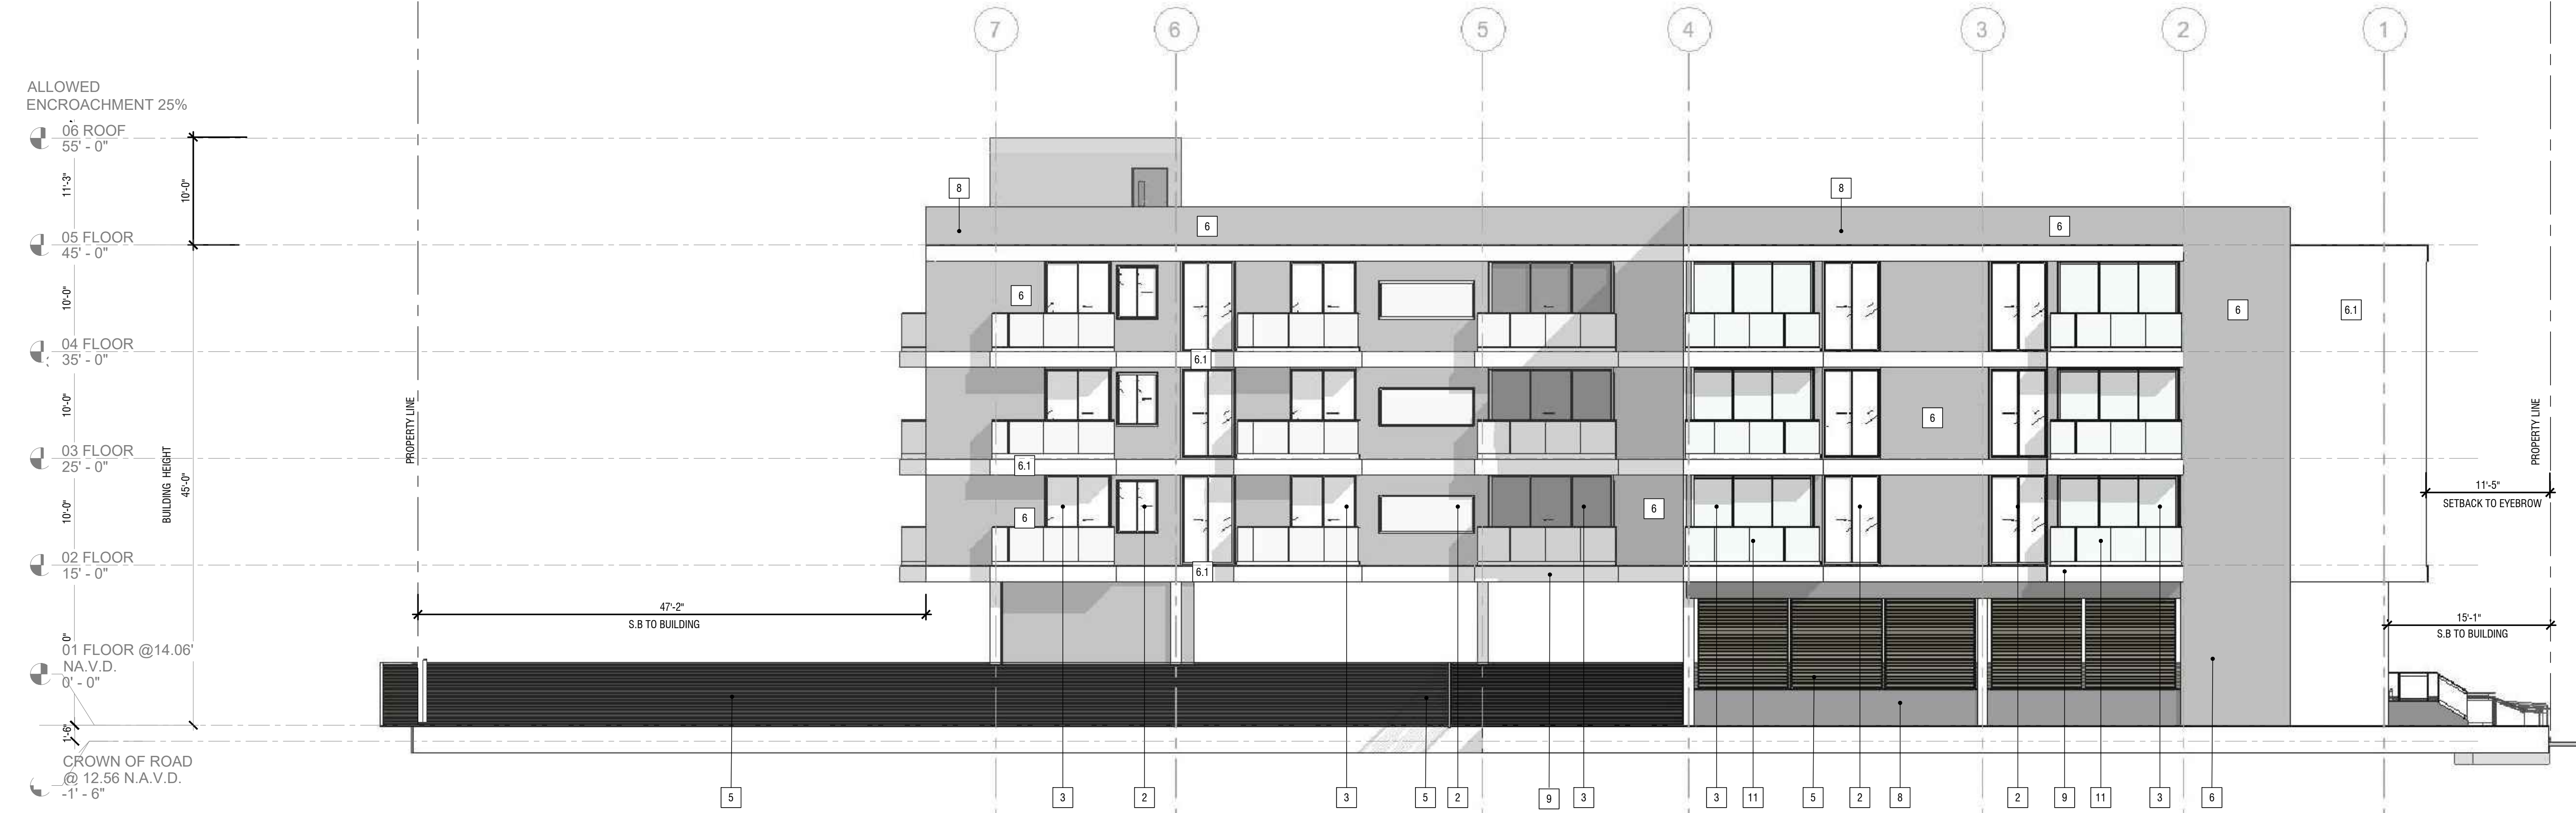 7
6
5
4
3
2
1
ALLOWED
ENCROACHMENT 25%
06 ROOF
55' - 0"
11'-3"
10'-0"
8
8
6
6
05 FLOOR
45' - 0"
10'-0"
6
6
6.1
04 FLOOR
35' - 0"
6.1
10'-0"
PROPERTY LINE
6
PROPERTY LINE
03 FLOOR
25' - 0"
6.1
BUILDING HEIGHT
45'-0"
10'-0"
6
6
11'-5"
SETBACK TO EYEBROW
02 FLOOR
15' - 0"
6.1
47'-2"
S.B TO BUILDING
15'-1"
S.B TO BUILDING
01 FLOOR @14.06'
NA.V.D.
0' - 0"
1'-6"
CROWN OF ROAD
@ 12.56 N.A.V.D.
-1' - 6"
5
3
2
3
5
2
9
3
3
11
5
2
8
2
9
11
3
6